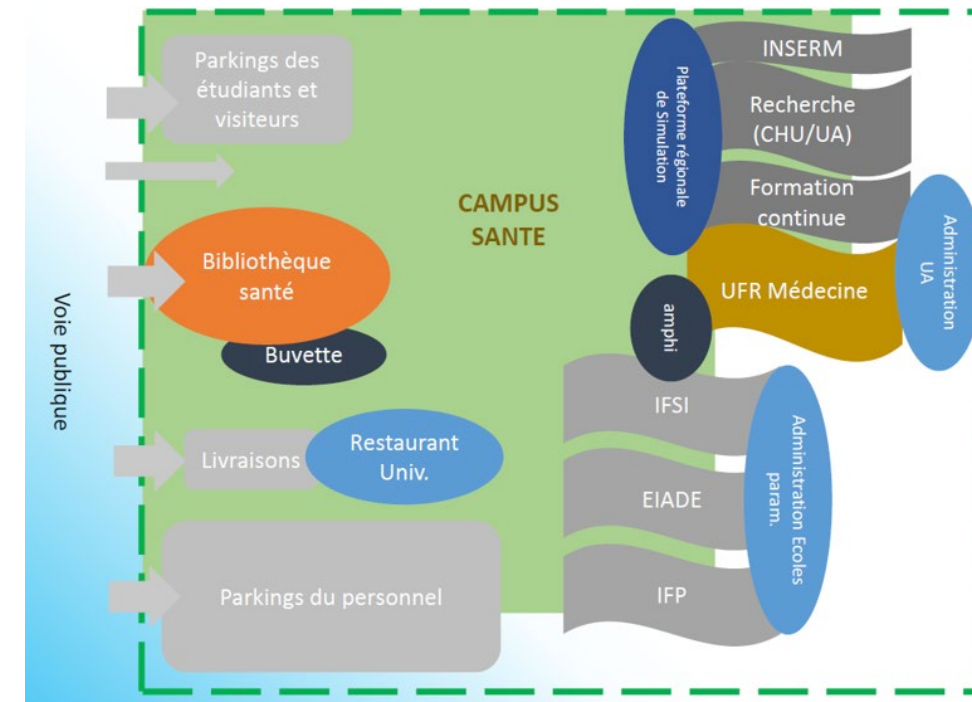 Parkings des
étudiants et
visiteurs
INSERM
Recherche
(CHU/UA)
Formation
continue
Plateforme régionale
de Simulation
CAMPUS
SANTE
Administration
UA
UFR Médecine
Bibliothèque
santé
Buvette
amphi
Voie publique
IFSI
Livraisons
Restaurant
Univ.
EIADE
Administration Ecoles
param.
Parkings du personnel
IFP